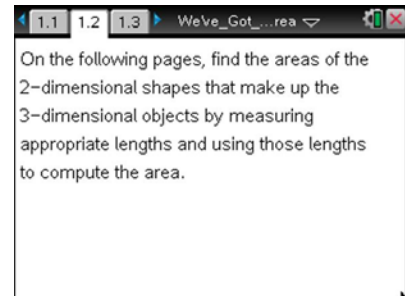 1.1 1.2 1.3 We've_Got_...rea
On the following pages, find the areas of the
2-dimensional shapes that make up the
3-dimensional objects by measuring
appropriate lengths and using those lengths
to compute the area.